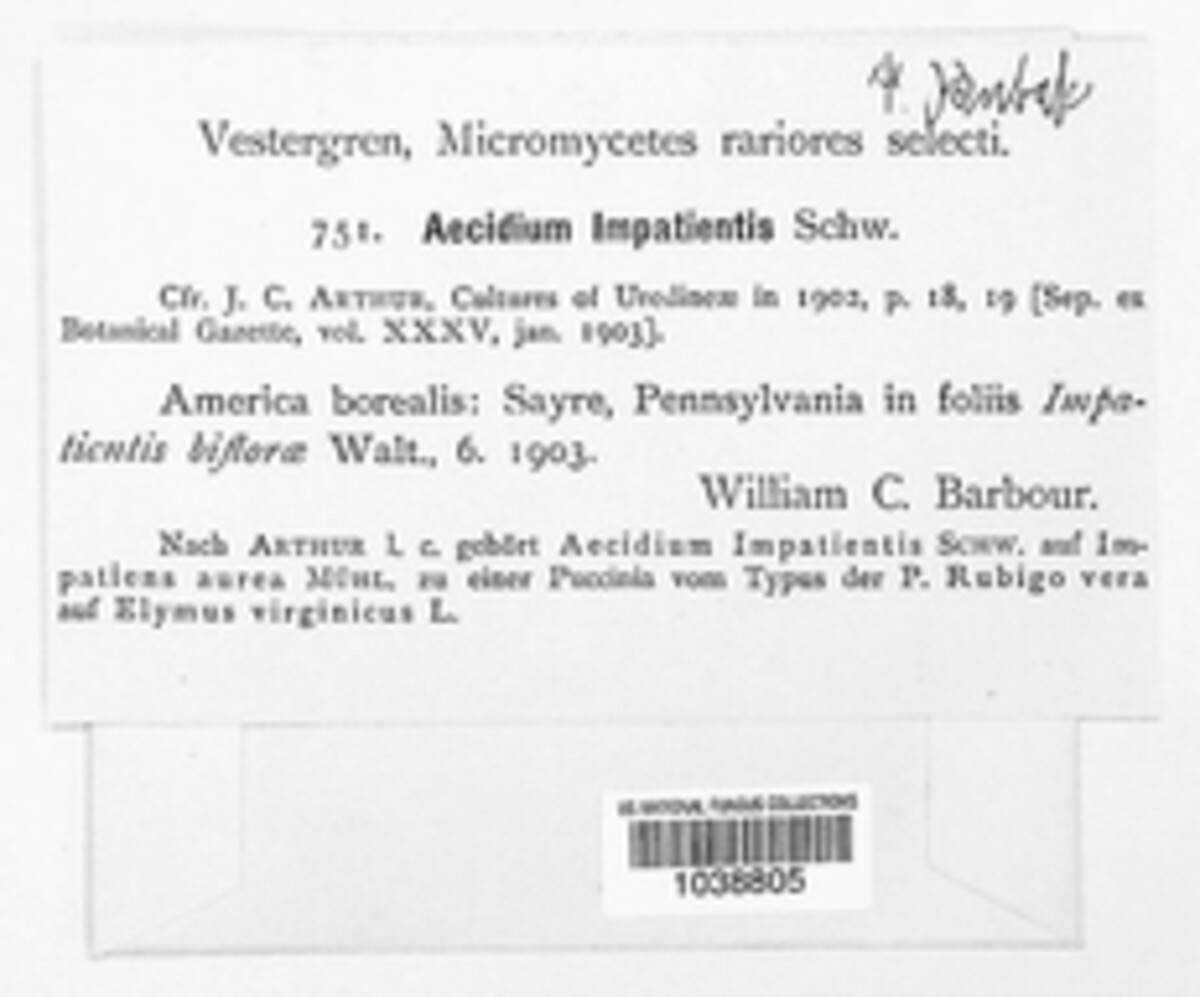 Vestergren, Micromycetes rariores selecti.
751. Aecidium Impatientis Schw.
Cfr. J. C. ARTHUR, Cultures of Uredineæ in 1902, p. 18, 19 [Sep. ex
Botanical Gazette, vol. XXXV, jan. 1903].
America borealis: Sayre, Pennsylvania in foliis Impa-
tientis bifloræ Walt., 6. 1903.
William C. Barbour.
Nach ARTHUR l. c. gehört Aecidium Impatientis SCHW. auf Im-
patiens aurea MÜHL. zu einer Puccinia vom Typus der P. Rubigo vera
auf Elymus virginicus L.
US NATIONAL FUNGUS COLLECTIONS
1038805